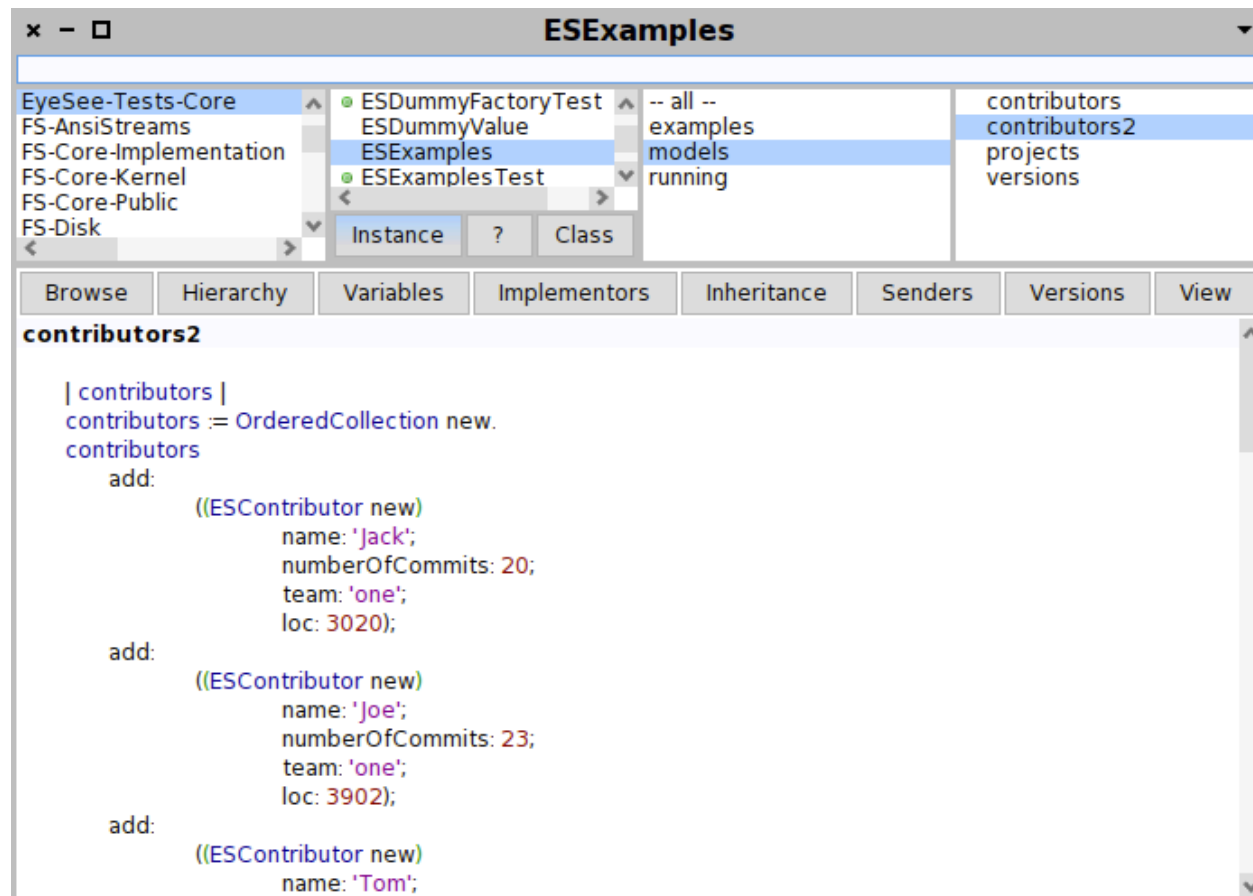 ESExamples
EyeSee-Tests-Core
FS-AnsiStreams
FS-Core-Implementation
FS-Core-Kernel
FS-Core-Public
FS-Disk
ESDummyFactoryTest
ESDummyValue
ESExamples
ESExamplesTest
Instance ? Class
-- all --
examples
models
running
contributors
contributors2
projects
versions
Browse Hierarchy Variables Implementors Inheritance Senders Versions View
contributors2
| contributors |
contributors := OrderedCollection new.
contributors
add:
((ESContributor new)
name: 'Jack';
numberOfCommits: 20;
team: 'one';
loc: 3020);
add:
((ESContributor new)
name: 'Joe';
numberOfCommits: 23;
team: 'one';
loc: 3902);
add:
((ESContributor new)
name: 'Tom';